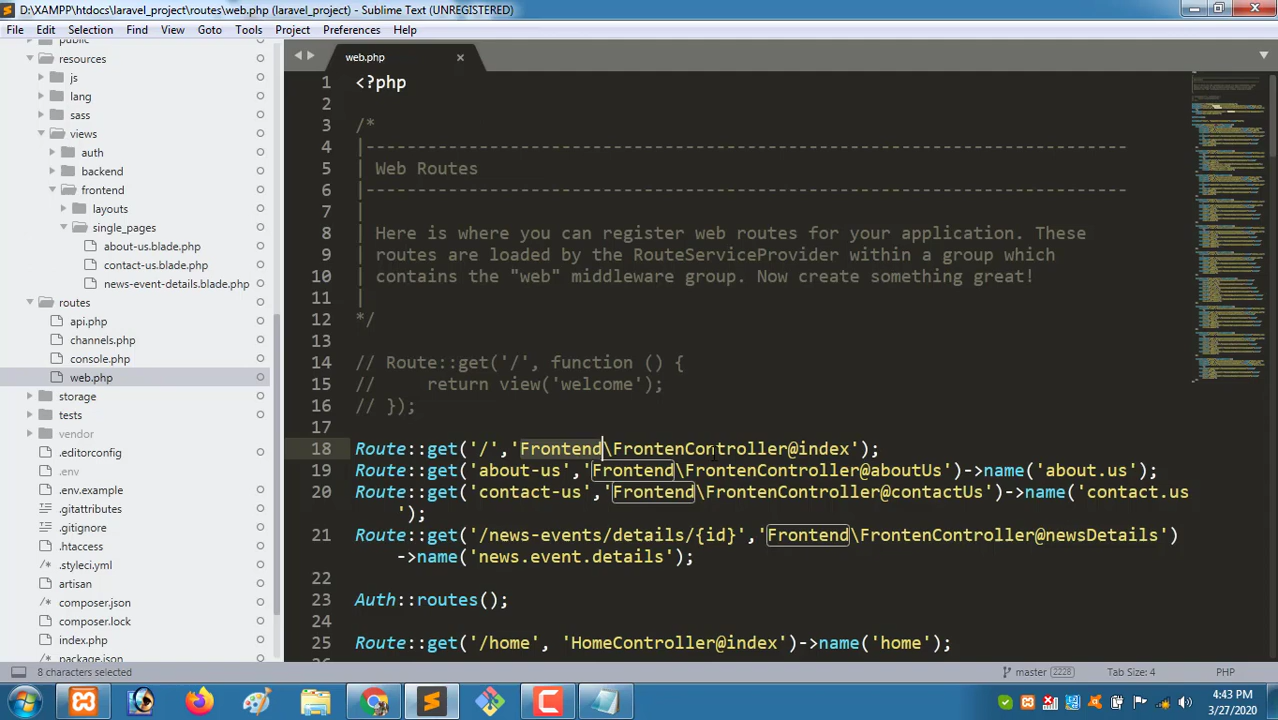 D:\XAMPP\htdocs\laravel_project\routes\web.php (laravel_project) - Sublime Text (UNREGISTERED)
File Edit Selection Find View Goto Tools Project Preferences Help
public
resources
js
lang
sass
views
auth
backend
frontend
layouts
single_pages
about-us.blade.php
contact-us.blade.php
news-event-details.blade.php
routes
api.php
channels.php
console.php
web.php
storage
tests
vendor
.editorconfig
.env
.env.example
.gitattributes
.gitignore
.htaccess
.styleci.yml
artisan
composer.json
composer.lock
index.php
package.json
web.php
1 <?php
2
3 /*
4 |--------------------------------------------------------------------------
5 | Web Routes
6 |--------------------------------------------------------------------------
7 |
8 | Here is where you can register web routes for your application. These
9 | routes are loaded by the RouteServiceProvider within a group which
10 | contains the "web" middleware group. Now create something great!
11 |
12 */
13
14 // Route::get('/', function () {
15 //     return view('welcome');
16 // });
17
18 Route::get('/','Frontend\FrontenController@index');
19 Route::get('about-us','Frontend\FrontenController@aboutUs')->name('about.us');
20 Route::get('contact-us','Frontend\FrontenController@contactUs')->name('contact.us
');
21 Route::get('/news-events/details/{id}','Frontend\FrontenController@newsDetails')
->name('news.event.details');
22
23 Auth::routes();
24
25 Route::get('/home', 'HomeController@index')->name('home');
8 characters selected
master 2228
Tab Size: 4
PHP
4:43 PM
3/27/2020